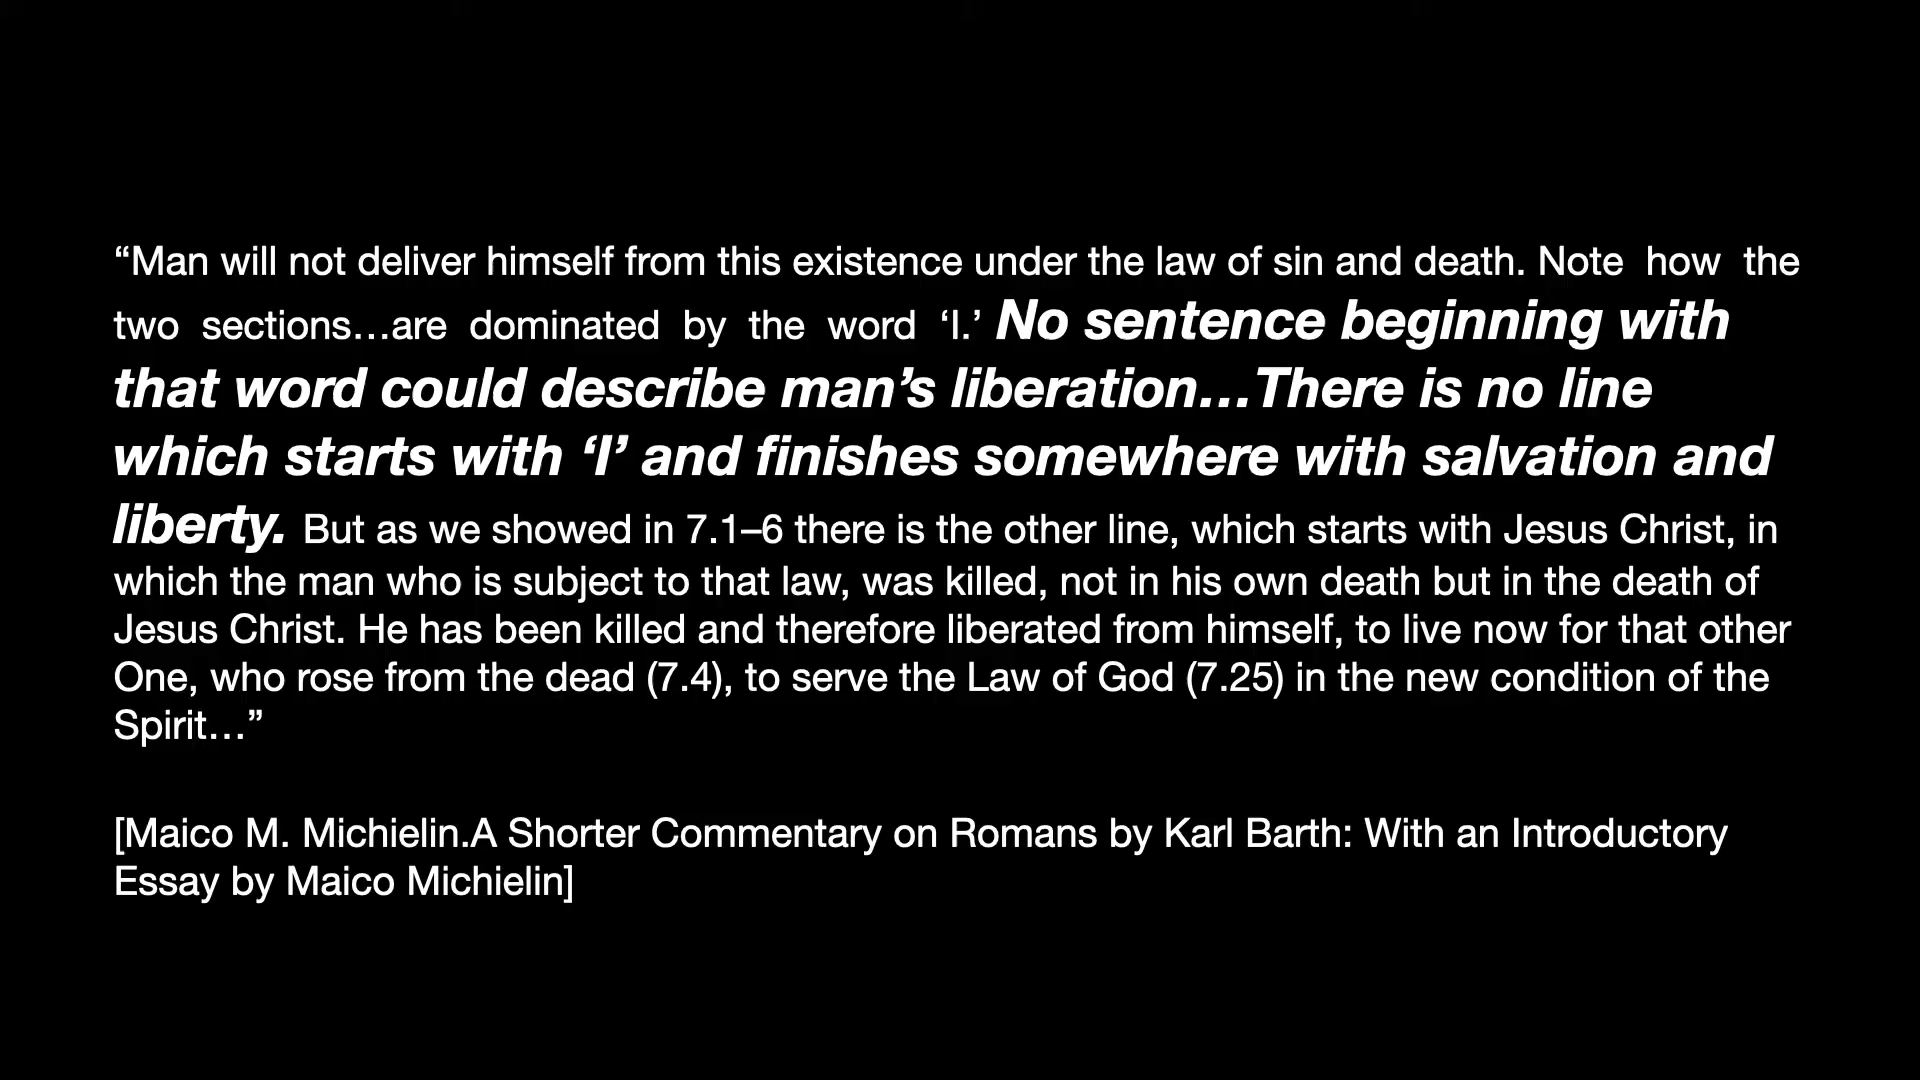 “Man will not deliver himself from this existence under the law of sin and death. Note how the
two sections…are dominated by the word ‘I.’ No sentence beginning with
that word could describe man’s liberation…There is no line
which starts with ‘I’ and finishes somewhere with salvation and
liberty. But as we showed in 7.1–6 there is the other line, which starts with Jesus Christ, in
which the man who is subject to that law, was killed, not in his own death but in the death of
Jesus Christ. He has been killed and therefore liberated from himself, to live now for that other
One, who rose from the dead (7.4), to serve the Law of God (7.25) in the new condition of the
Spirit…”
[Maico M. Michielin.A Shorter Commentary on Romans by Karl Barth: With an Introductory
Essay by Maico Michielin]